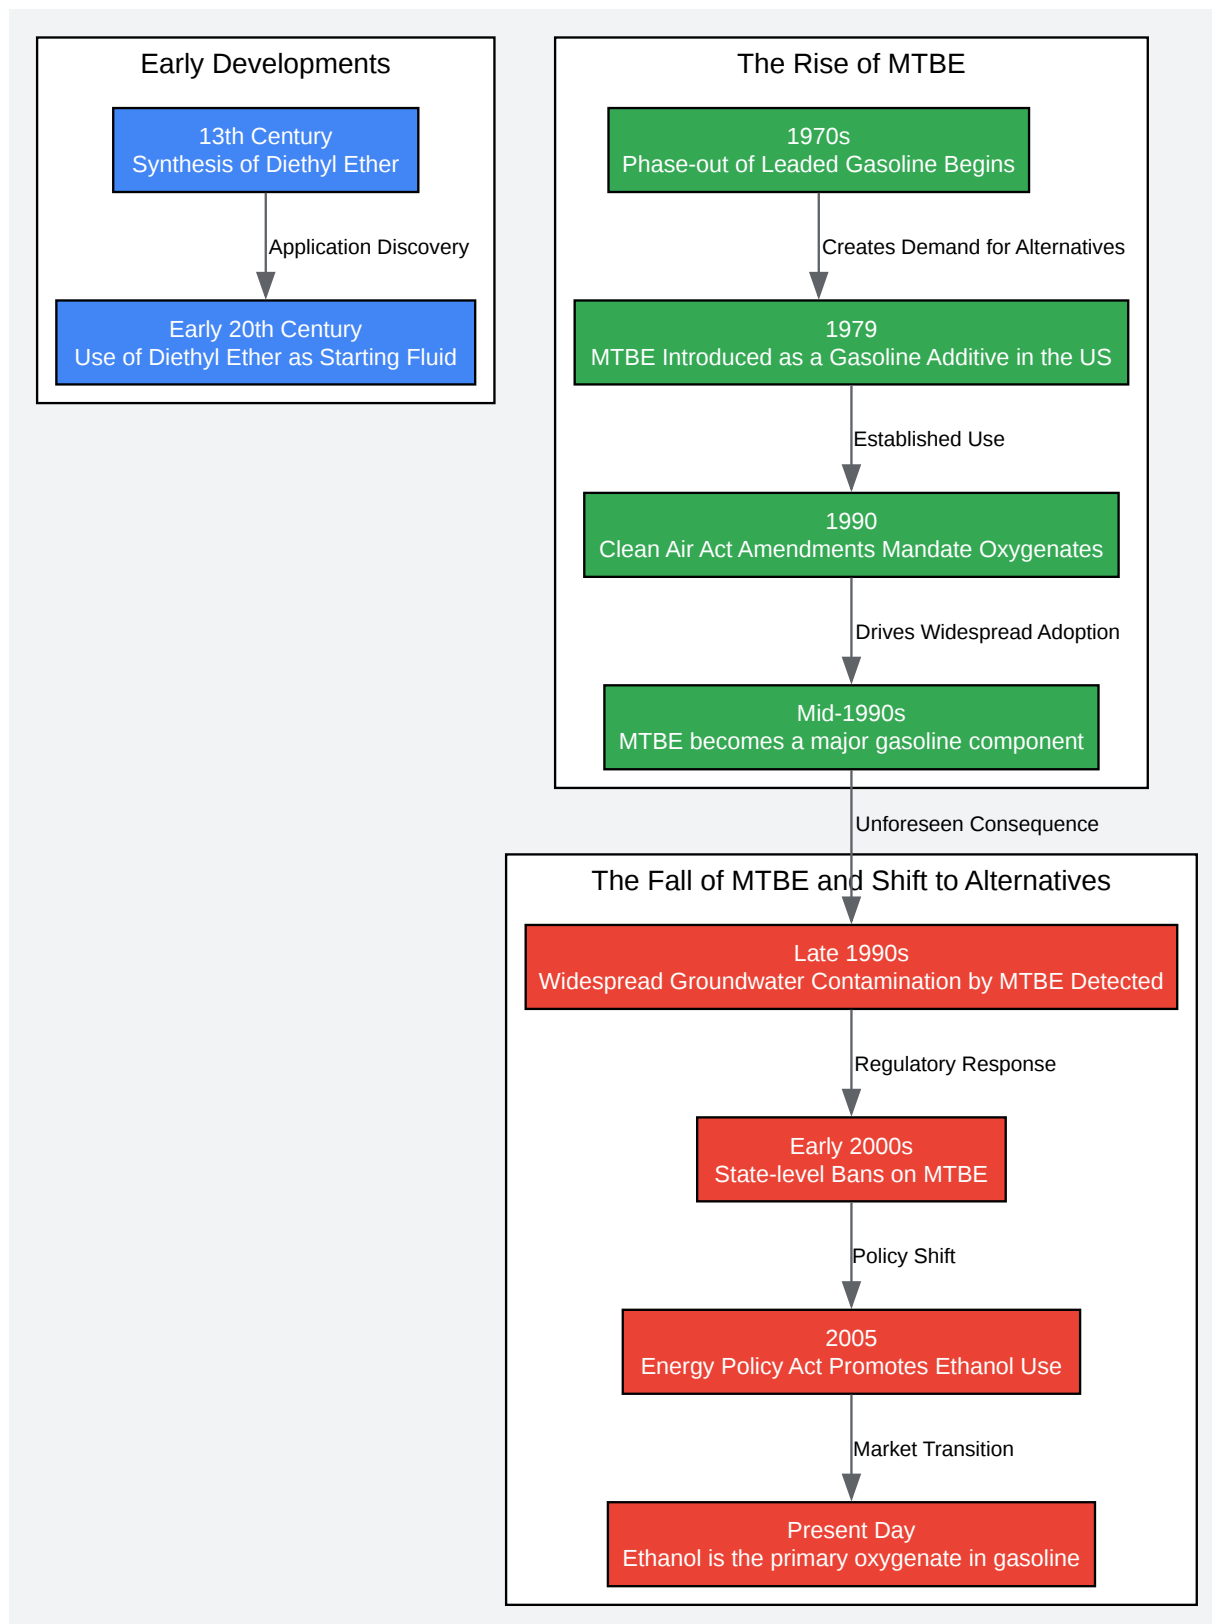 Early Developments
13th Century
Synthesis of Diethyl Ether
Application Discovery
Early 20th Century
Use of Diethyl Ether as Starting Fluid
The Rise of MTBE
1970s
Phase-out of Leaded Gasoline Begins
Creates Demand for Alternatives
1979
MTBE Introduced as a Gasoline Additive in the US
Established Use
1990
Clean Air Act Amendments Mandate Oxygenates
Drives Widespread Adoption
Mid-1990s
MTBE becomes a major gasoline component
Unforeseen Consequence
The Fall of MTBE and Shift to Alternatives
Late 1990s
Widespread Groundwater Contamination by MTBE Detected
Regulatory Response
Early 2000s
State-level Bans on MTBE
Policy Shift
2005
Energy Policy Act Promotes Ethanol Use
Market Transition
Present Day
Ethanol is the primary oxygenate in gasoline